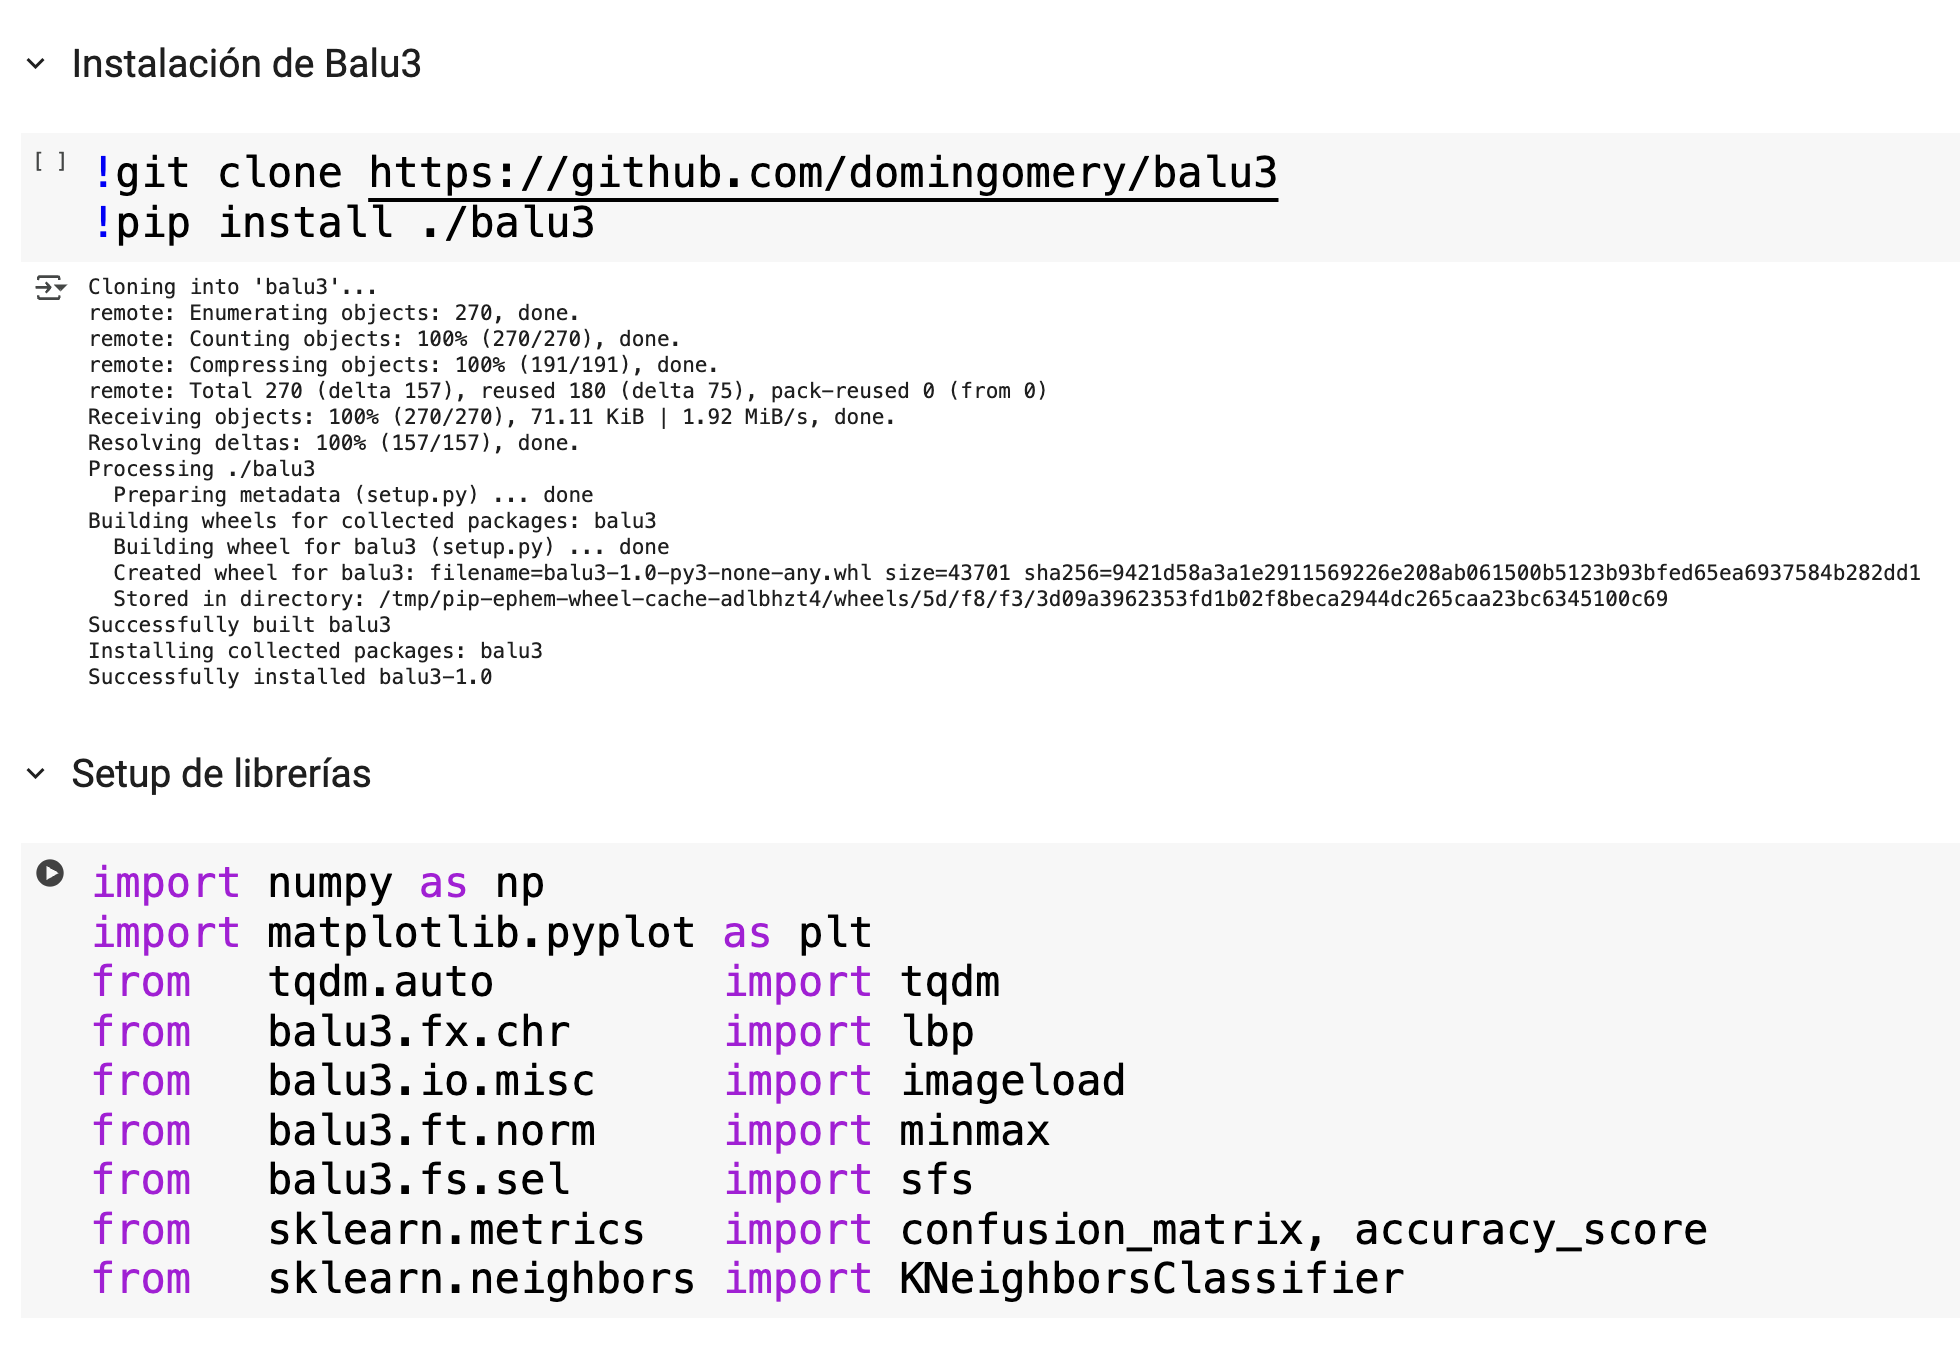 Instalación de Balu3
[ ] !git clone https://github.com/domingomery/balu3
!pip install ./balu3
Cloning into 'balu3'...
remote: Enumerating objects: 270, done.
remote: Counting objects: 100% (270/270), done.
remote: Compressing objects: 100% (191/191), done.
remote: Total 270 (delta 157), reused 180 (delta 75), pack-reused 0 (from 0)
Receiving objects: 100% (270/270), 71.11 KiB | 1.92 MiB/s, done.
Resolving deltas: 100% (157/157), done.
Processing ./balu3
  Preparing metadata (setup.py) ... done
Building wheels for collected packages: balu3
  Building wheel for balu3 (setup.py) ... done
  Created wheel for balu3: filename=balu3-1.0-py3-none-any.whl size=43701 sha256=9421d58a3a1e2911569226e208ab061500b5123b93bfed65ea6937584b282dd1
  Stored in directory: /tmp/pip-ephem-wheel-cache-adlbhzt4/wheels/5d/f8/f3/3d09a3962353fd1b02f8beca2944dc265caa23bc6345100c69
Successfully built balu3
Installing collected packages: balu3
Successfully installed balu3-1.0
Setup de librerías
import numpy as np
import matplotlib.pyplot as plt
from   tqdm.auto         import tqdm
from   balu3.fx.chr      import lbp
from   balu3.io.misc     import imageload
from   balu3.ft.norm     import minmax
from   balu3.fs.sel      import sfs
from   sklearn.metrics   import confusion_matrix, accuracy_score
from   sklearn.neighbors import KNeighborsClassifier